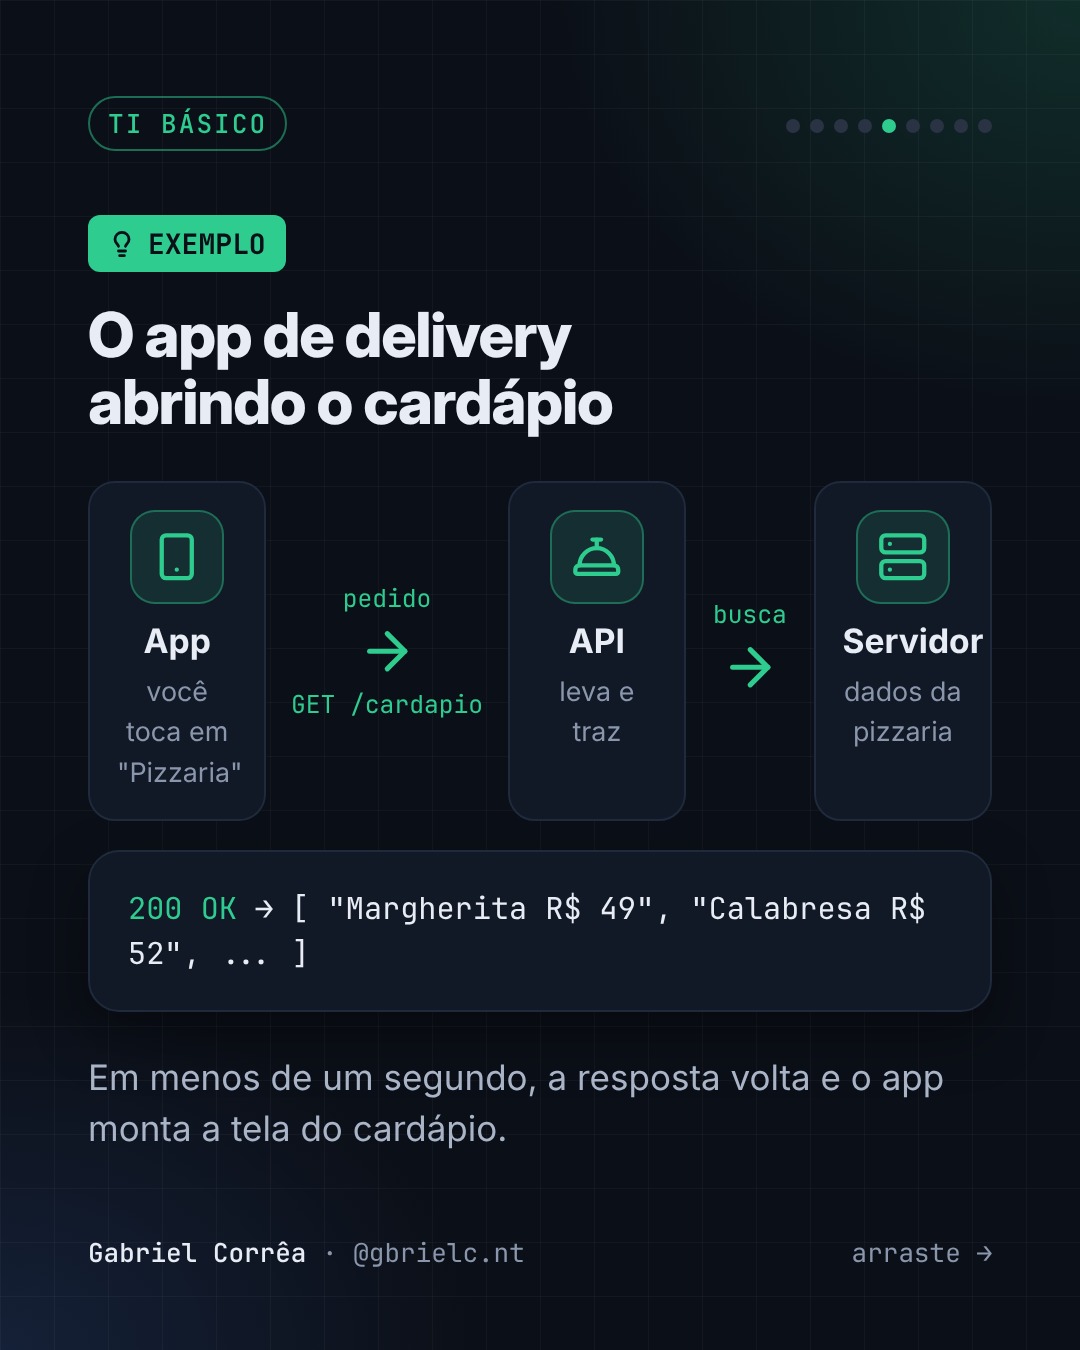 TI BÁSICO
EXEMPLO
O app de delivery
abrindo o cardápio
App
você
toca em
"Pizzaria"
pedido
→
GET /cardapio
API
leva e
traz
busca
→
Servidor
dados da
pizzaria
200 OK → [ "Margherita R$ 49", "Calabresa R$
52", ... ]
Em menos de um segundo, a resposta volta e o app
monta a tela do cardápio.
Gabriel Corrêa · @gbrielc.nt
arraste →